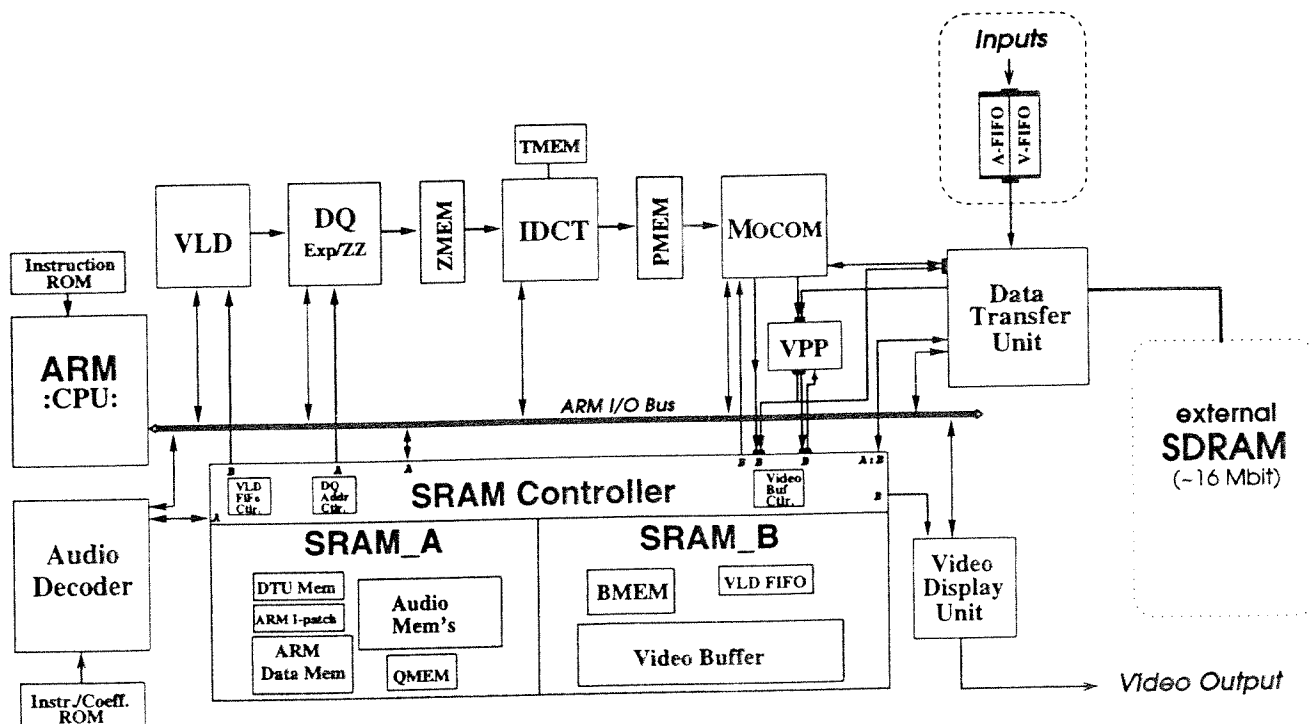 Inputs
A-FIFO
V-FIFO
TMEM
VLD
DQ
Exp/ZZ
ZMEM
IDCT
PMEM
MOCOM
Instruction
ROM
ARM
:CPU:
VPP
Data
Transfer
Unit
ARM I/O Bus
external
SDRAM
(~16 Mbit)
B
A
A
B
B
B
A:B
VLD
FIFo
Ctlr.
DQ
Addr
Ctlr.
SRAM Controller
Video
Buf
Ctlr.
B
A
Audio
Decoder
SRAM_A
SRAM_B
Video
Display
Unit
DTU Mem
ARM I-patch
ARM
Data Mem
Audio
Mem's
QMEM
BMEM
VLD FIFO
Video Buffer
Instr./Coeff.
ROM
Video Output